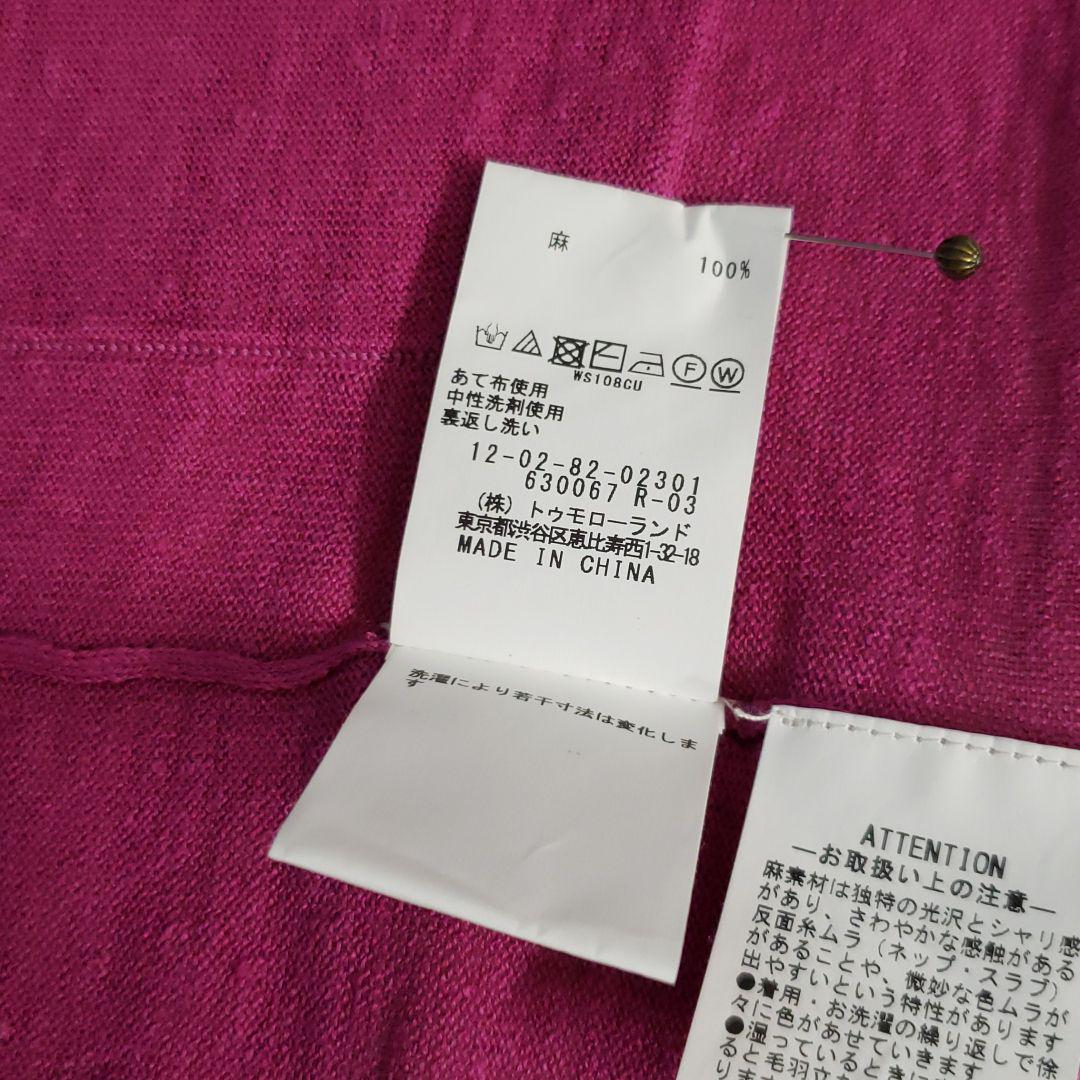 麻
100%
F W
WS108CU
あて布使用
中性洗剤使用
裏返し洗い
12-02-82-02301
630067 R-03
(株)トゥモローランド
東京都渋谷区恵比寿西1-32-18
MADE IN CHINA
洗濯により若干寸法は変化しま
す
ATTENTION
―お取扱い上の注意―
麻素材は独特の光沢とシャリ感
があり、さわやかな感触がある
反面糸ムラ(ネップ・スラブ)
があることや、微妙な色ムラが
出やすいという特性があります
●着用・お洗濯の繰り返しで徐
々に色があせていきます
●湿っているときに
ると毛羽立
ります